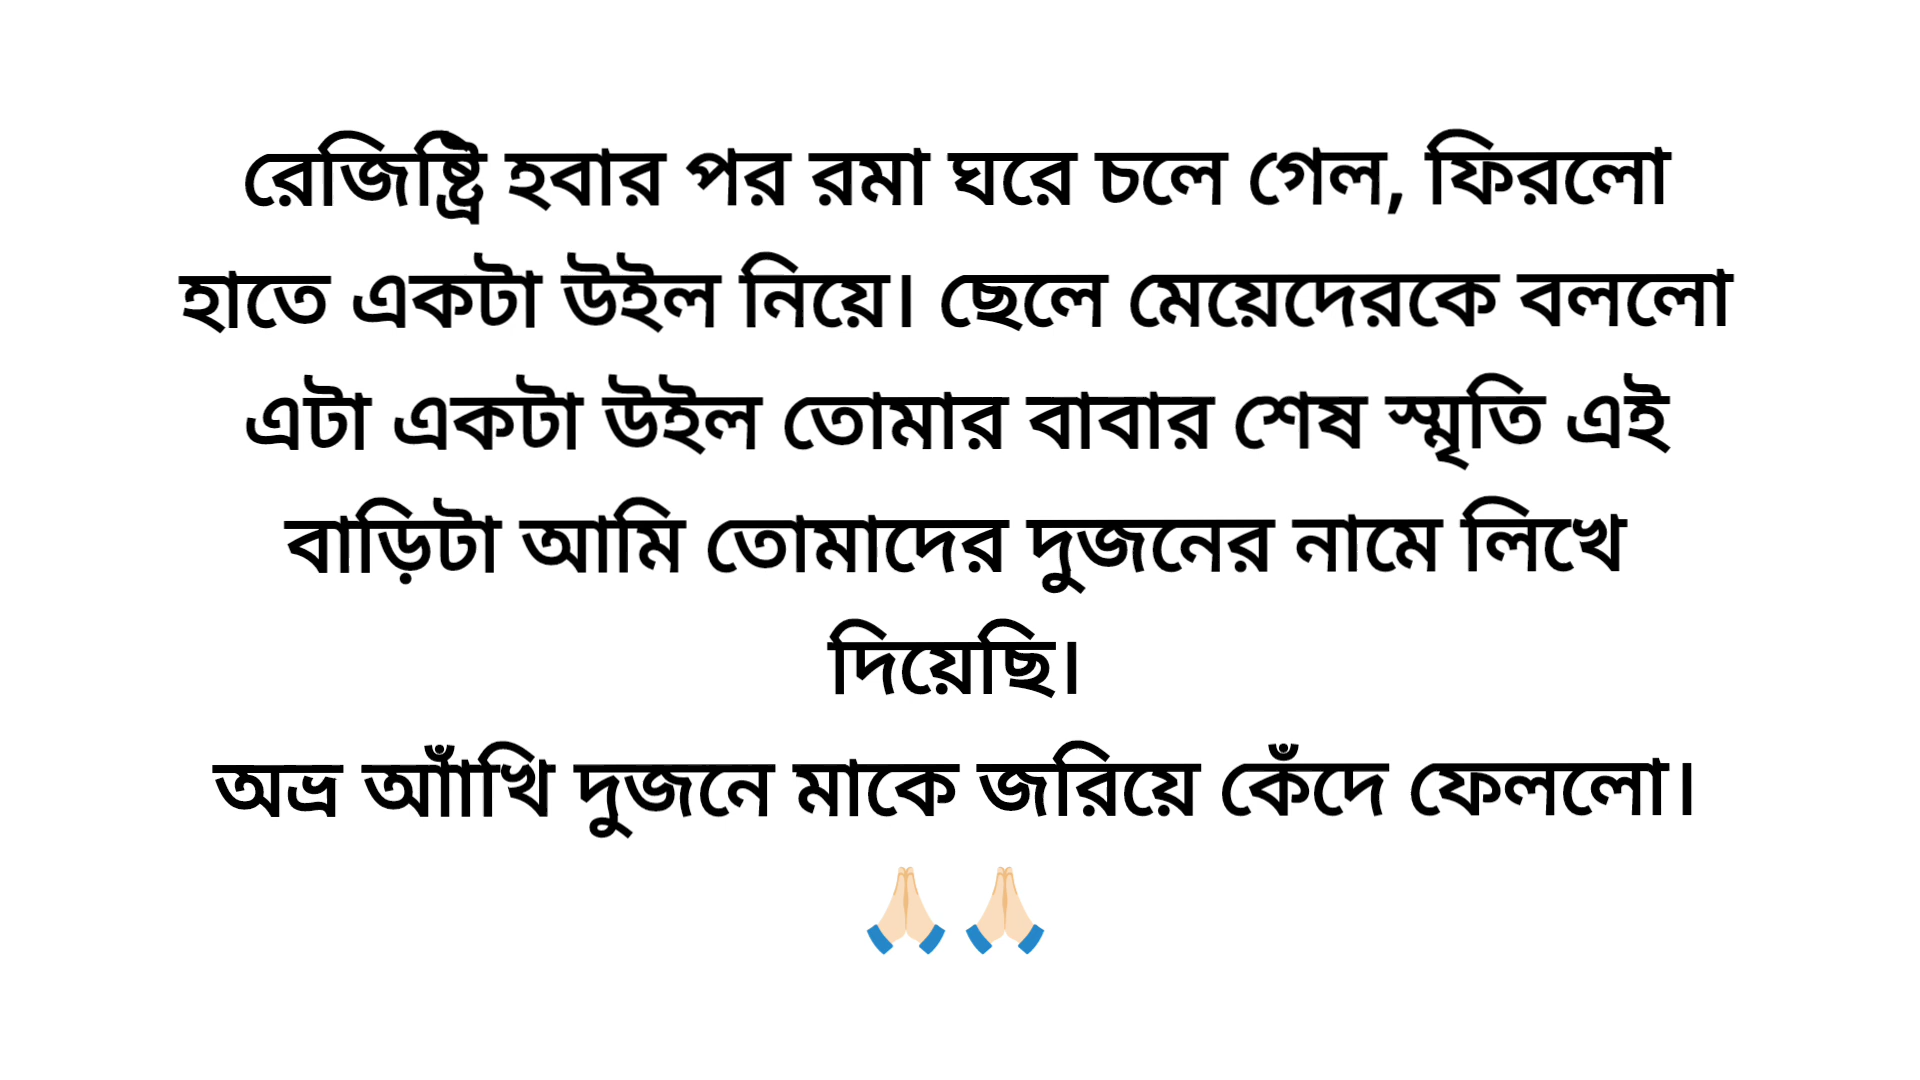 রেজিষ্ট্রি হবার পর রমা ঘরে চলে গেল, ফিরলো
হাতে একটা উইল নিয়ে। ছেলে মেয়েদেরকে বললো
এটা একটা উইল তোমার বাবার শেষ স্মৃতি এই
বাড়িটা আমি তোমাদের দুজনের নামে লিখে
দিয়েছি।
অভ্র আাঁখি দুজনে মাকে জরিয়ে কেঁদে ফেললো।
🙏🏻🙏🏻